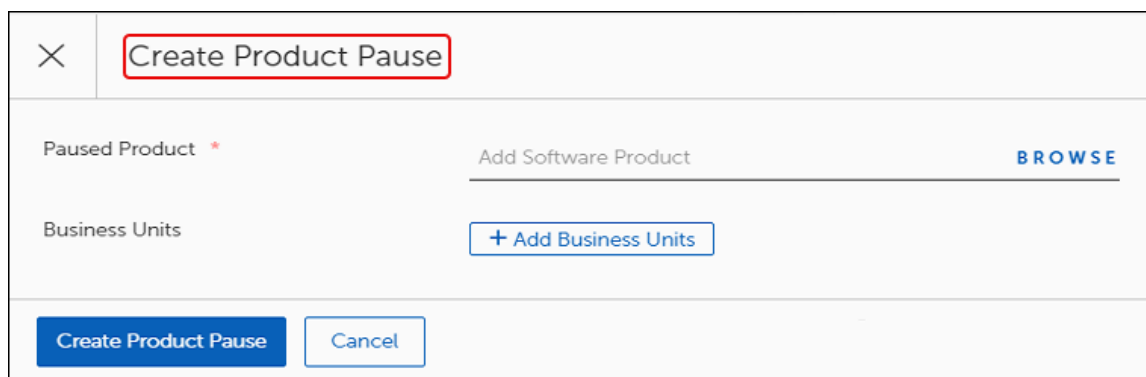 Create Product Pause
Paused Product *
Add Software Product
BROWSE
Business Units
+ Add Business Units
Create Product Pause
Cancel